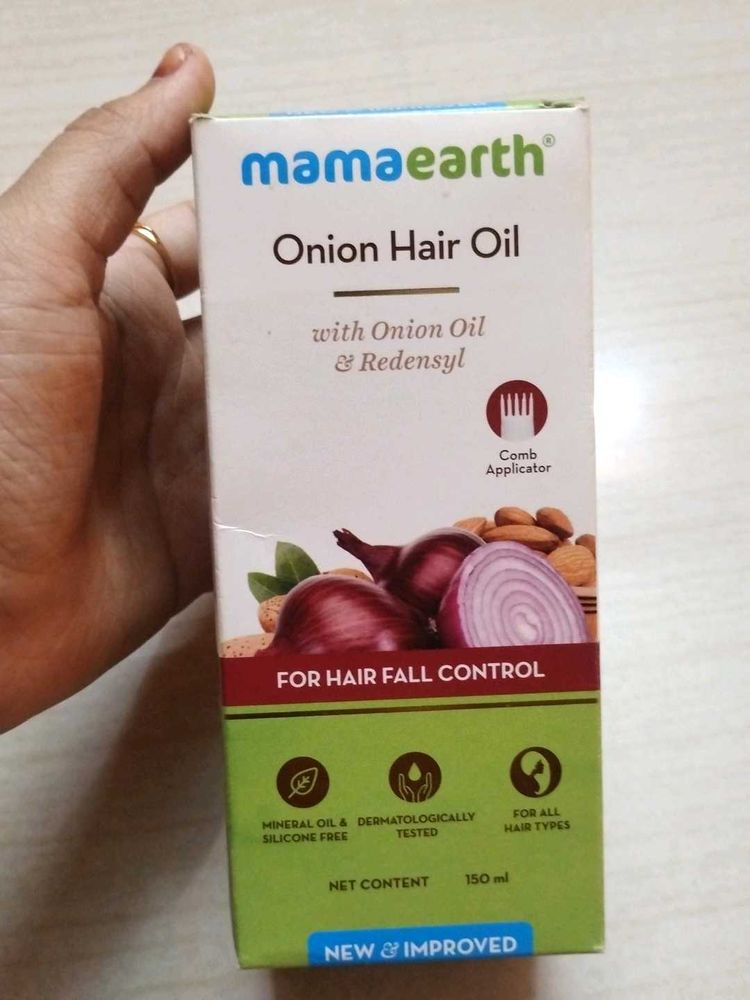 mamaearth®
Onion Hair Oil
with Onion Oil
& Redensyl
Comb
Applicator
FOR HAIR FALL CONTROL
MINERAL OIL &
SILICONE FREE
DERMATOLOGICALLY
TESTED
FOR ALL
HAIR TYPES
NET CONTENT 150 ml
NEW & IMPROVED